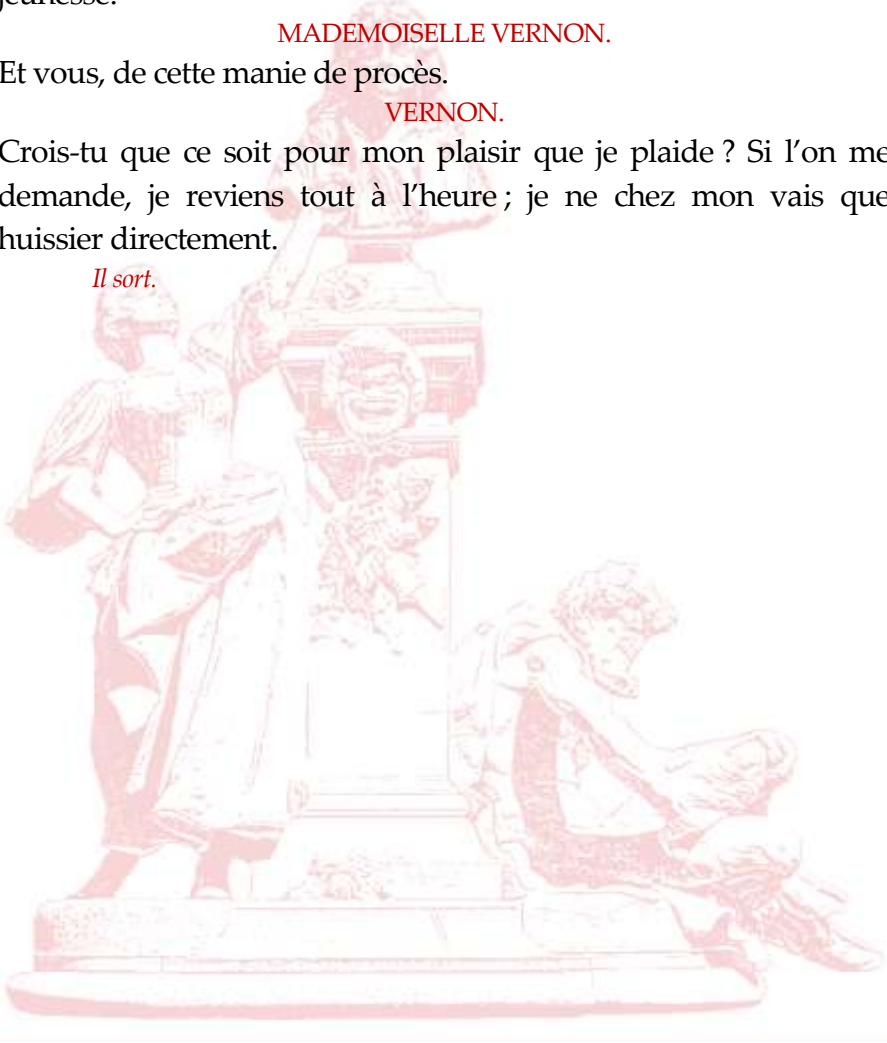 jeunesse.
MADEMOISELLE VERNON.
Et vous, de cette manie de procès.
VERNON.
Crois-tu que ce soit pour mon plaisir que je plaide ? Si l’on me
demande, je reviens tout à l’heure ; je ne chez mon vais que
huissier directement.
Il sort.